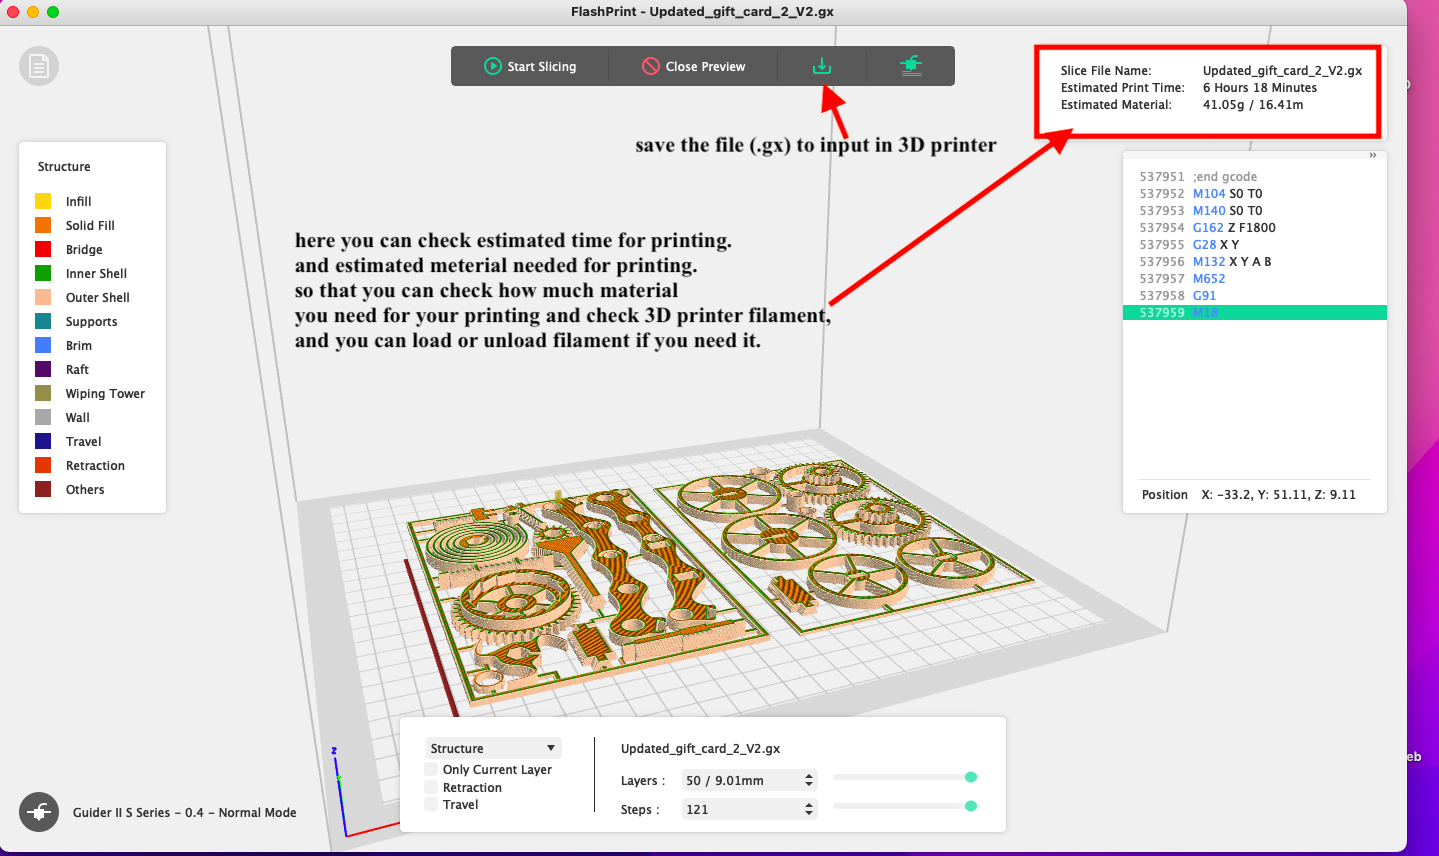 FlashPrint - Updated_gift_card_2_V2.gx
Start Slicing
Close Preview
Slice File Name: Updated_gift_card_2_V2.gx
Estimated Print Time: 6 Hours 18 Minutes
Estimated Material: 41.05g / 16.41m
save the file (.gx) to input in 3D printer
»
537951 ;end gcode
537952 M104 S0 T0
537953 M140 S0 T0
537954 G162 Z F1800
537955 G28 X Y
537956 M132 X Y A B
537957 M652
537958 G91
537959 M18
Position X: -33.2, Y: 51.11, Z: 9.11
Structure
Infill
Solid Fill
Bridge
Inner Shell
Outer Shell
Supports
Brim
Raft
Wiping Tower
Wall
Travel
Retraction
Others
here you can check estimated time for printing.
and estimated meterial needed for printing.
so that you can check how much material
you need for your printing and check 3D printer filament,
and you can load or unload filament if you need it.
z
Structure
Only Current Layer
Retraction
Travel
Updated_gift_card_2_V2.gx
Layers : 50 / 9.01mm
Steps : 121
Guider II S Series - 0.4 - Normal Mode
eb